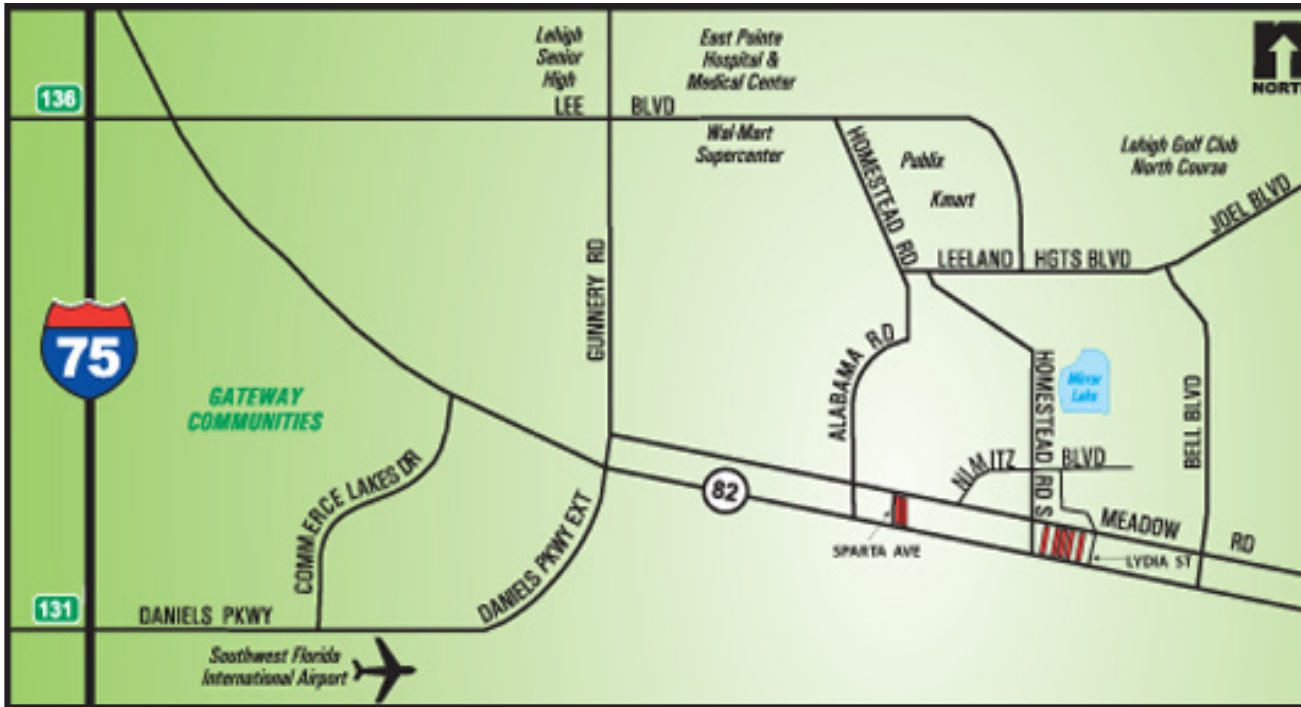 Lehigh
Senior
High
East Pointe
Hospital &
Medical Center
NORTH
136
LEE BLVD
Wal-Mart
Supercenter
HOMESTEAD RD
Publix
Kmart
Lehigh Golf Club
North Course
JOEL BLVD
GUNNERY RD
LEELAND HGTS BLVD
75
ALABAMA RD
HOMESTEAD RD S
Mirror
Lake
BELL BLVD
GATEWAY
COMMUNITIES
COMMERCE LAKES DR
NIMITZ BLVD
82
DANIELS PKWY EXT
SPARTA AVE
MEADOW RD
LYDIA ST
131
DANIELS PKWY
Southwest Florida
International Airport